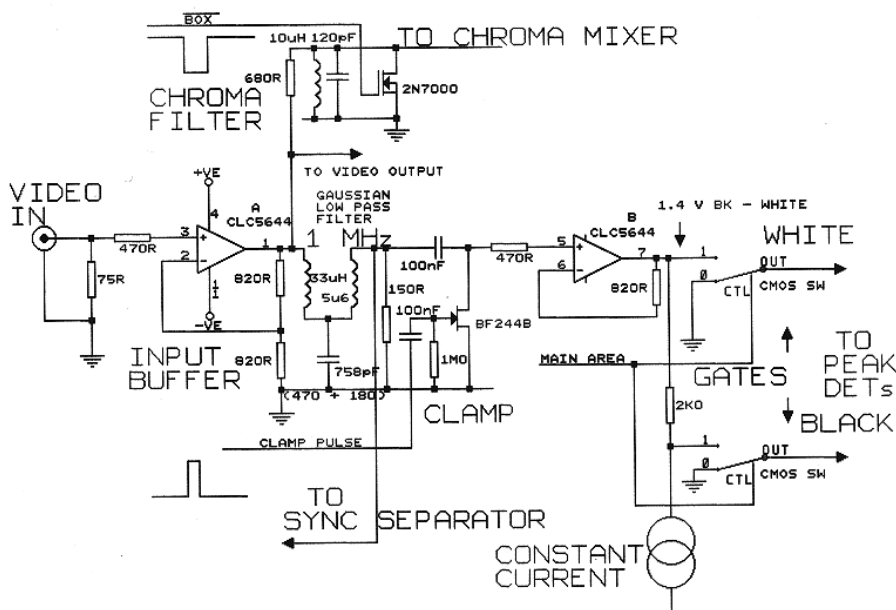 BOX
10uH 120pF
TO CHROMA MIXER
680R
2N7000
CHROMA
FILTER
TO VIDEO OUTPUT
+VE
VIDEO
IN
A
CLC5644
4
GAUSSIAN
LOW PASS
FILTER
1 MHz
B
CLC5644
1.4 V BK - WHITE
WHITE
470R
3
+
1
2
-
75R
820R
33uH
5u6
100nF
150R
100nF
470R
5
+
7
6
-
820R
1
0
OUT
CTL
CMOS SW
11
-VE
BF244B
INPUT
BUFFER
820R
758pF
(470 + 180)
1M0
CLAMP
MAIN AREA
GATES
TO
PEAK
DETs
2K0
BLACK
CLAMP PULSE
1
0
OUT
CTL
CMOS SW
TO
SYNC SEPARATOR
CONSTANT
CURRENT